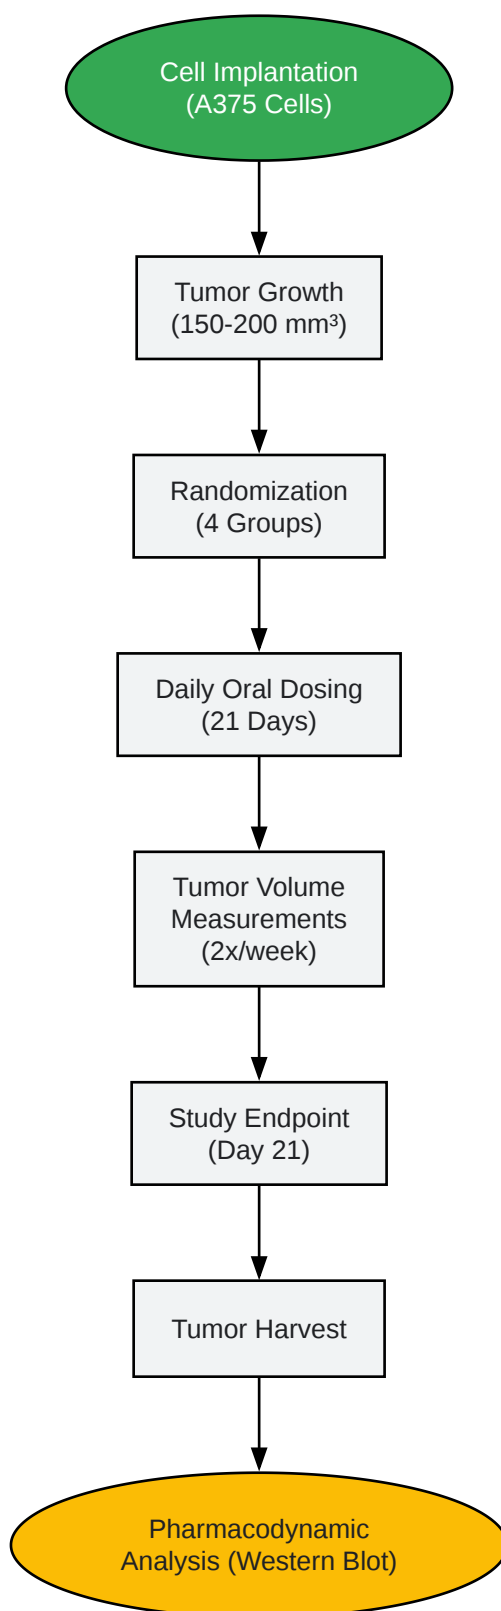 Cell Implantation
(A375 Cells)
Tumor Growth
(150-200 mm³)
Randomization
(4 Groups)
Daily Oral Dosing
(21 Days)
Tumor Volume
Measurements
(2x/week)
Study Endpoint
(Day 21)
Tumor Harvest
Pharmacodynamic
Analysis (Western Blot)